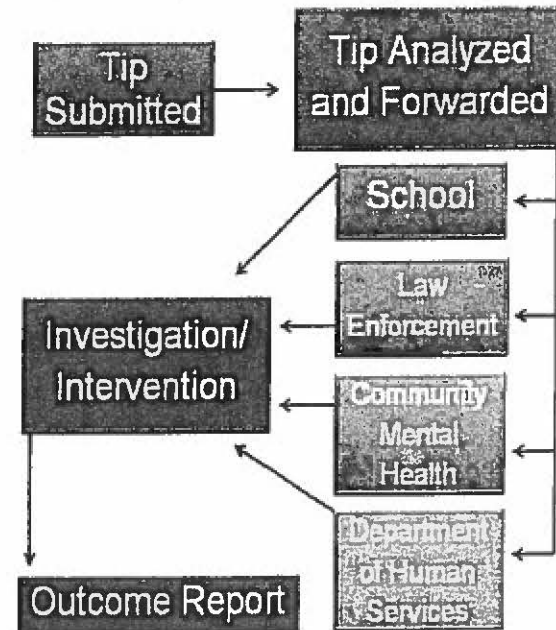 Tip
Submitted
Tip Analyzed
and Forwarded
School
Law
Enforcement
Investigation/
Intervention
Community
Mental
Health
Department
of Human
Services
Outcome Report